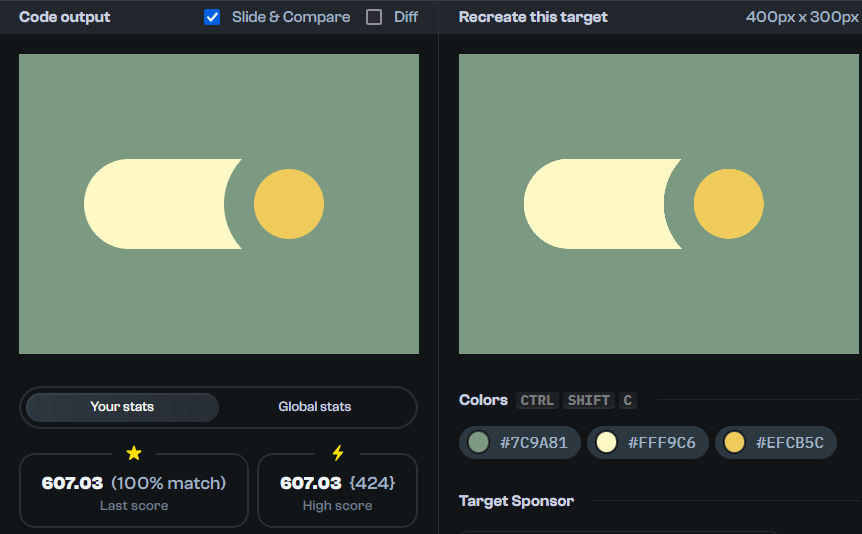 Code output
Slide & Compare
Diff
Recreate this target
400px x 300px
Your stats
Global stats
607.03 (100% match)
Last score
607.03 {424}
High score
Colors CTRL SHIFT C
#7C9A81
#FFF9C6
#EFCB5C
Target Sponsor